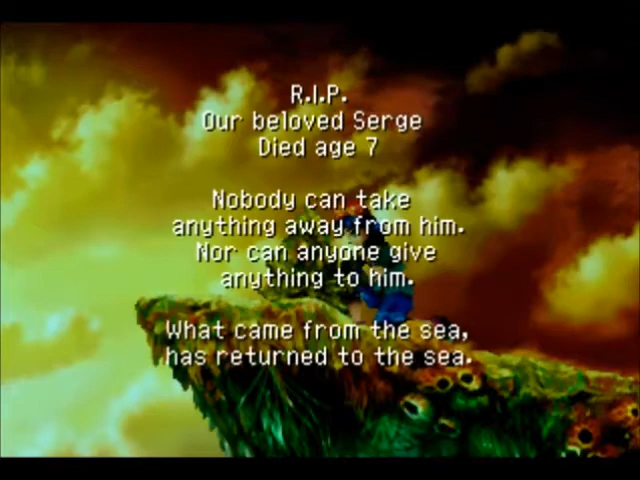 R.I.P.
Our beloved Serge
Died age 7
Nobody can take
anything away from him.
Nor can anyone give
anything to him.
What came from the sea,
has returned to the sea.